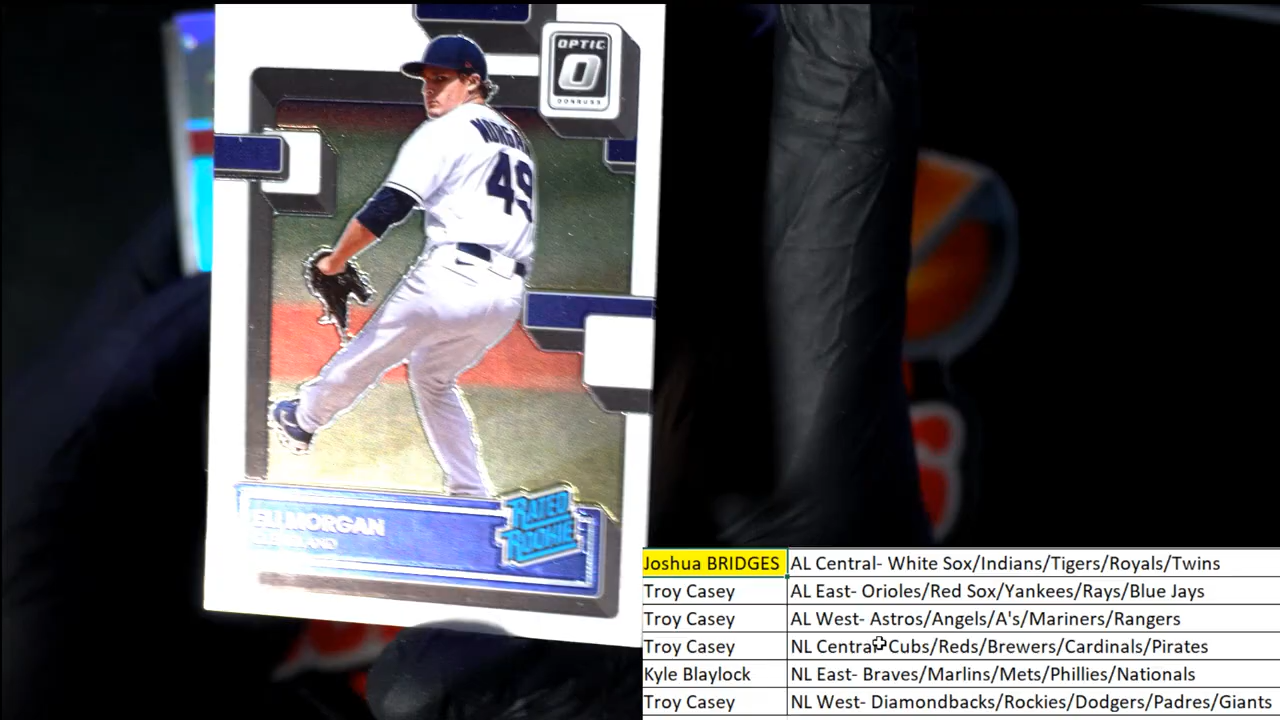 OPTIC
O
DONRUSS
MORGAN
49
ELI MORGAN
CLEVELAND
RATED
ROOKIE
Joshua BRIDGES AL Central- White Sox/Indians/Tigers/Royals/Twins
Troy Casey AL East- Orioles/Red Sox/Yankees/Rays/Blue Jays
Troy Casey AL West- Astros/Angels/A's/Mariners/Rangers
Troy Casey NL Central- Cubs/Reds/Brewers/Cardinals/Pirates
Kyle Blaylock NL East- Braves/Marlins/Mets/Phillies/Nationals
Troy Casey NL West- Diamondbacks/Rockies/Dodgers/Padres/Giants